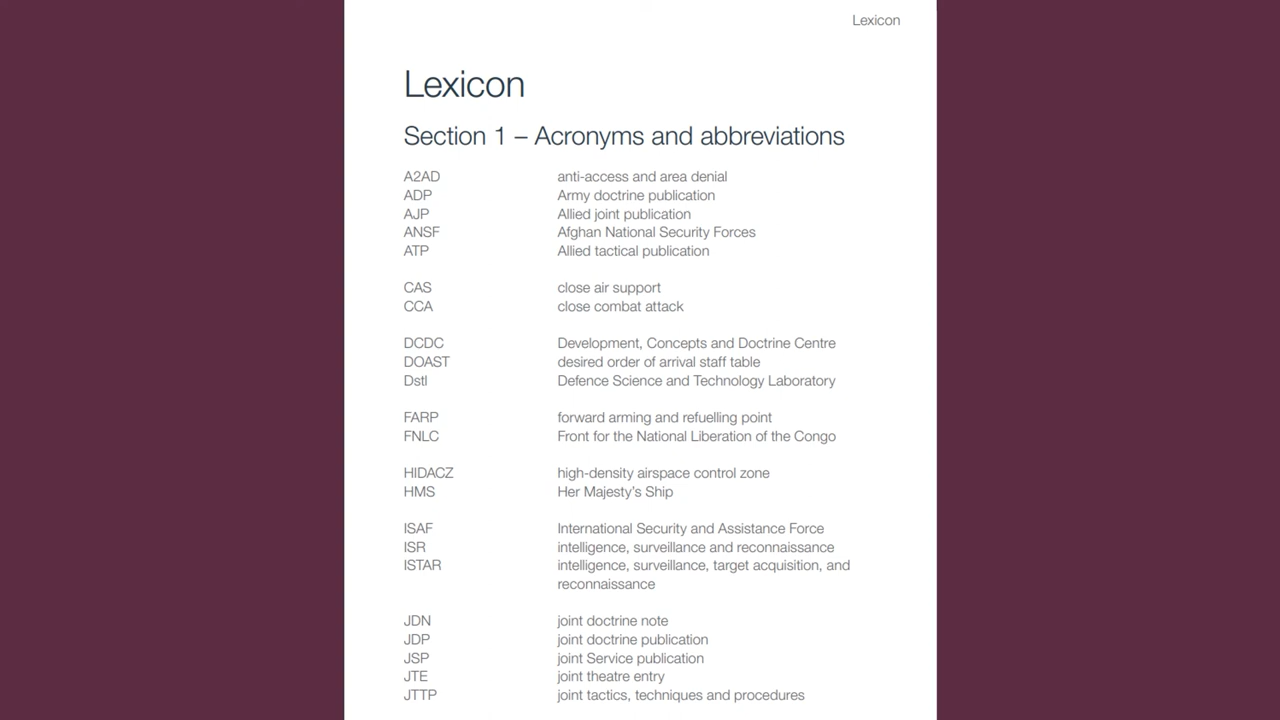 Lexicon
Lexicon
Section 1 – Acronyms and abbreviations
A2AD anti-access and area denial
ADP Army doctrine publication
AJP Allied joint publication
ANSF Afghan National Security Forces
ATP Allied tactical publication
CAS close air support
CCA close combat attack
DCDC Development, Concepts and Doctrine Centre
DOAST desired order of arrival staff table
Dstl Defence Science and Technology Laboratory
FARP forward arming and refuelling point
FNLC Front for the National Liberation of the Congo
HIDACZ high-density airspace control zone
HMS Her Majesty's Ship
ISAF International Security and Assistance Force
ISR intelligence, surveillance and reconnaissance
ISTAR intelligence, surveillance, target acquisition, and
reconnaissance
JDN joint doctrine note
JDP joint doctrine publication
JSP joint Service publication
JTE joint theatre entry
JTTP joint tactics, techniques and procedures